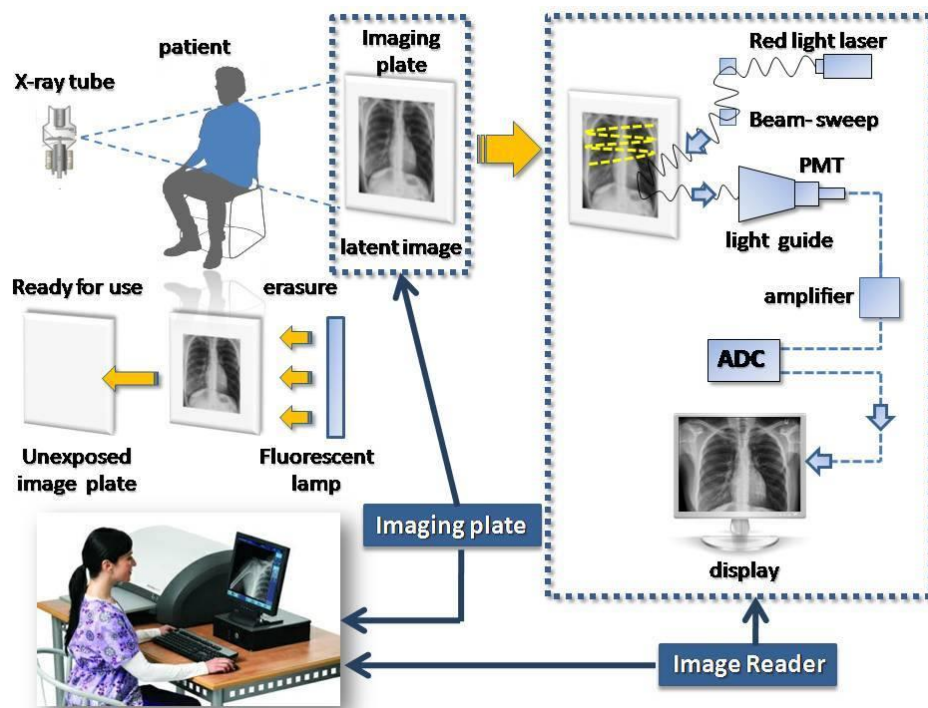 patient
X-ray tube
Imaging
plate
latent image
Red light laser
Beam- sweep
PMT
light guide
amplifier
ADC
display
Ready for use
erasure
Unexposed
image plate
Fluorescent
lamp
Imaging plate
Image Reader